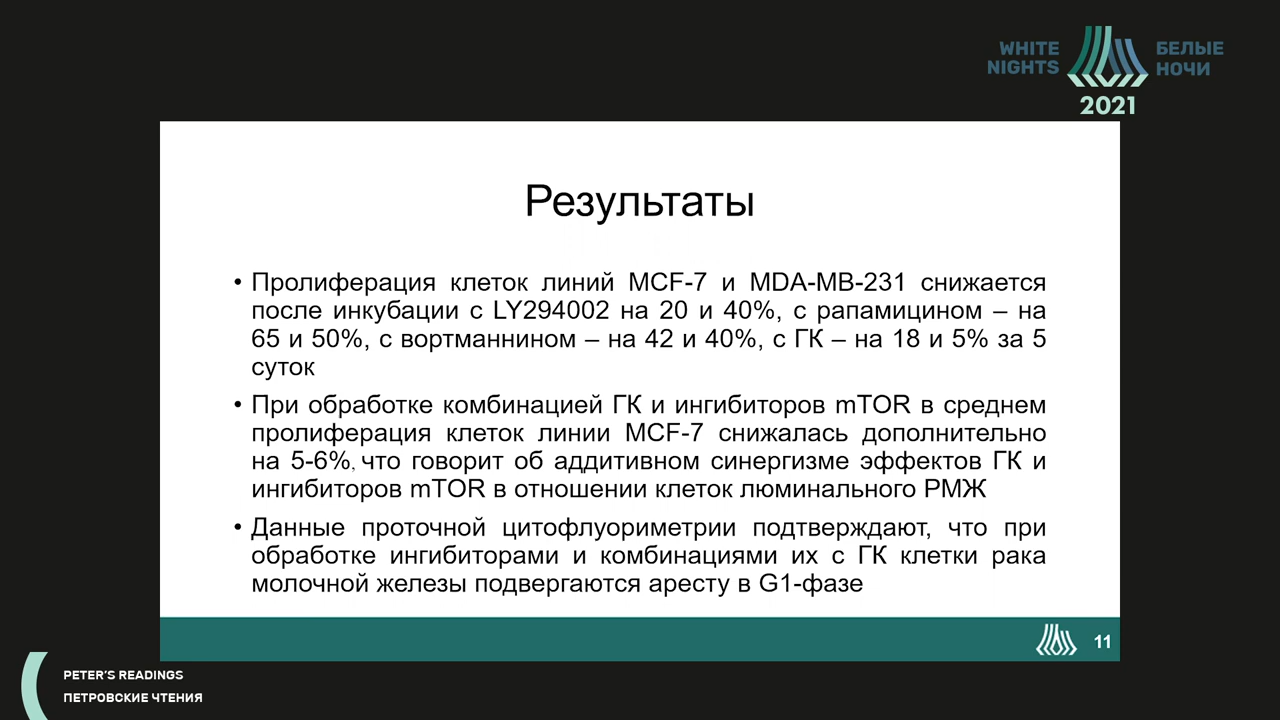 WHITE
NIGHTS
БЕЛЫЕ
НОЧИ
2021
Результаты
• Пролиферация клеток линий MCF-7 и MDA-MB-231 снижается
после инкубации с LY294002 на 20 и 40%, с рапамицином – на
65 и 50%, с вортманнином – на 42 и 40%, с ГК – на 18 и 5% за 5
суток
• При обработке комбинацией ГК и ингибиторов mTOR в среднем
пролиферация клеток линии MCF-7 снижалась дополнительно
на 5-6%, что говорит об аддитивном синергизме эффектов ГК и
ингибиторов mTOR в отношении клеток люминального РМЖ
• Данные проточной цитофлуориметрии подтверждают, что при
обработке ингибиторами и комбинациями их с ГК клетки рака
молочной железы подвергаются аресту в G1-фазе
11
PETER'S READINGS
ПЕТРОВСКИЕ ЧТЕНИЯ